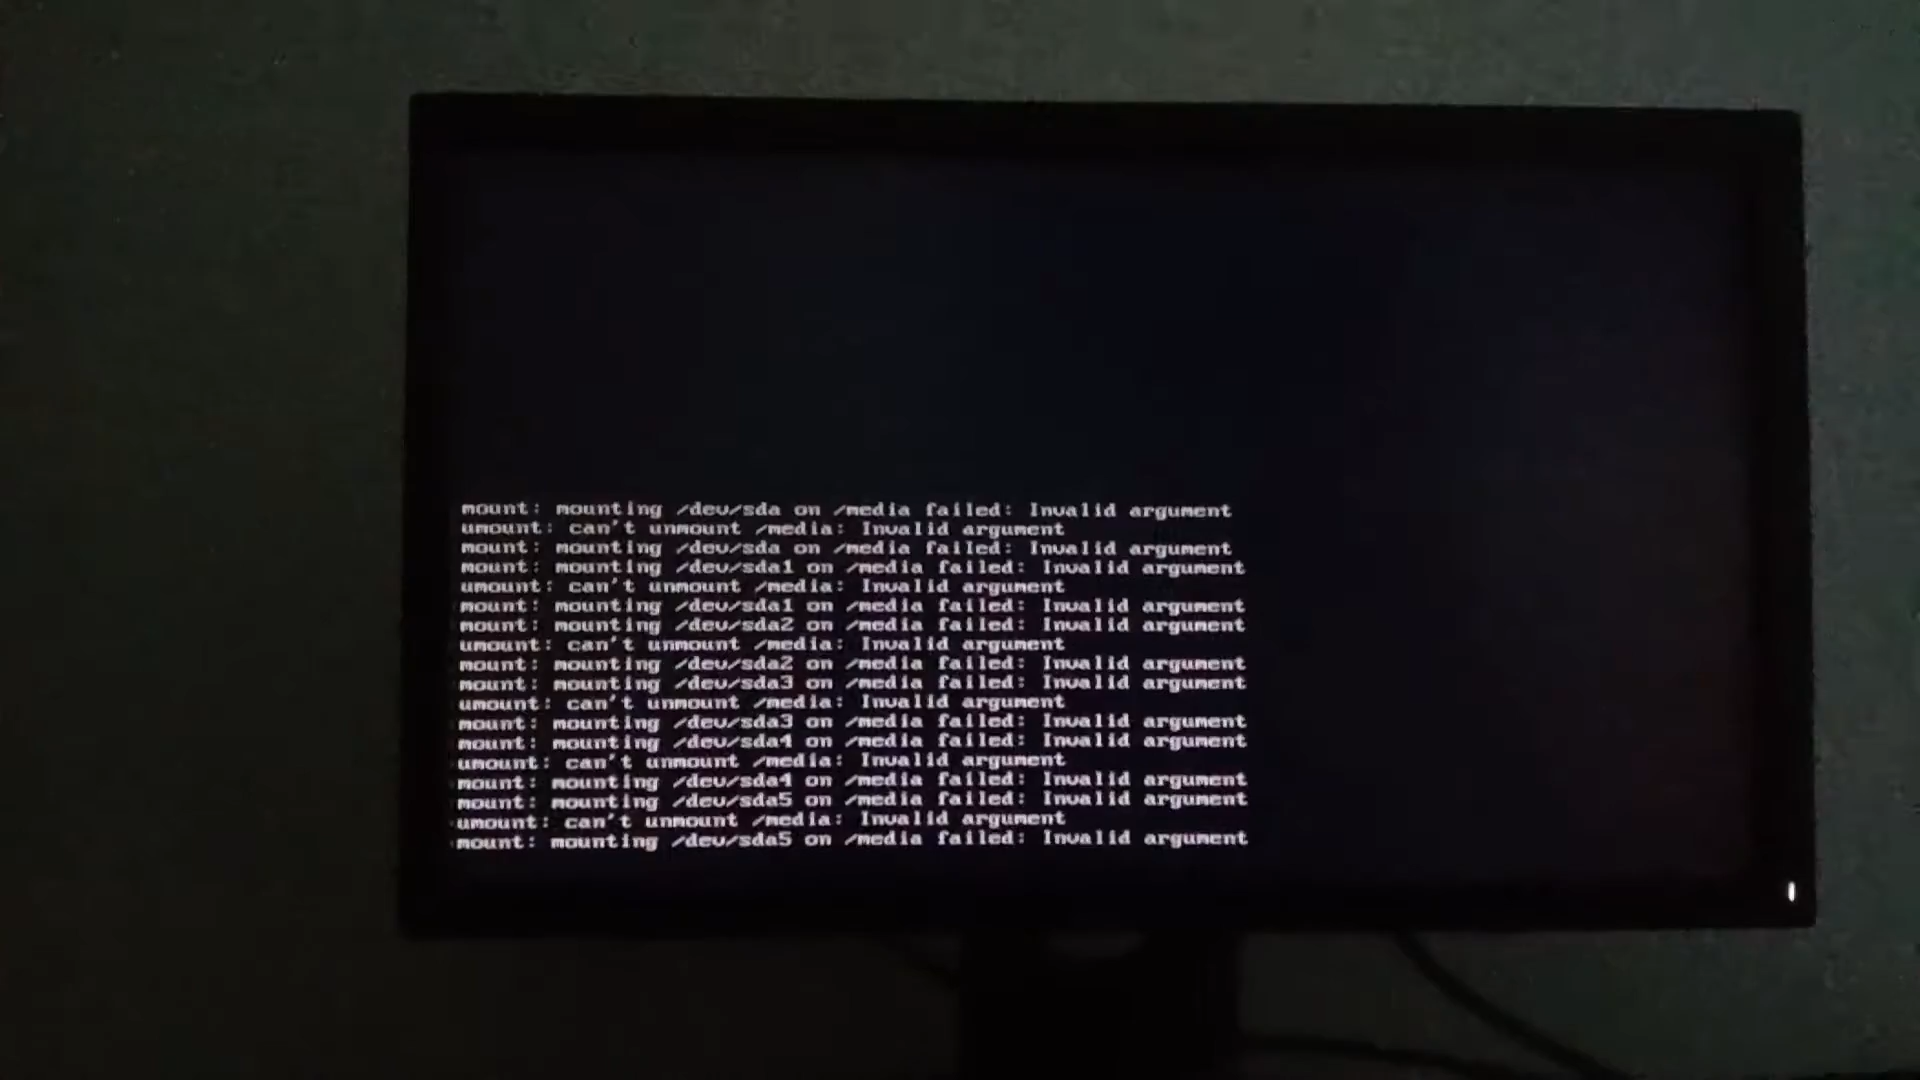 mount: mounting /dev/sda on /media failed: Invalid argument
umount: can't unmount /media: Invalid argument
mount: mounting /dev/sda on /media failed: Invalid argument
mount: mounting /dev/sda1 on /media failed: Invalid argument
umount: can't unmount /media: Invalid argument
mount: mounting /dev/sda1 on /media failed: Invalid argument
mount: mounting /dev/sda2 on /media failed: Invalid argument
umount: can't unmount /media: Invalid argument
mount: mounting /dev/sda2 on /media failed: Invalid argument
mount: mounting /dev/sda3 on /media failed: Invalid argument
umount: can't unmount /media: Invalid argument
mount: mounting /dev/sda3 on /media failed: Invalid argument
mount: mounting /dev/sda4 on /media failed: Invalid argument
umount: can't unmount /media: Invalid argument
mount: mounting /dev/sda4 on /media failed: Invalid argument
mount: mounting /dev/sda5 on /media failed: Invalid argument
umount: can't unmount /media: Invalid argument
mount: mounting /dev/sda5 on /media failed: Invalid argument